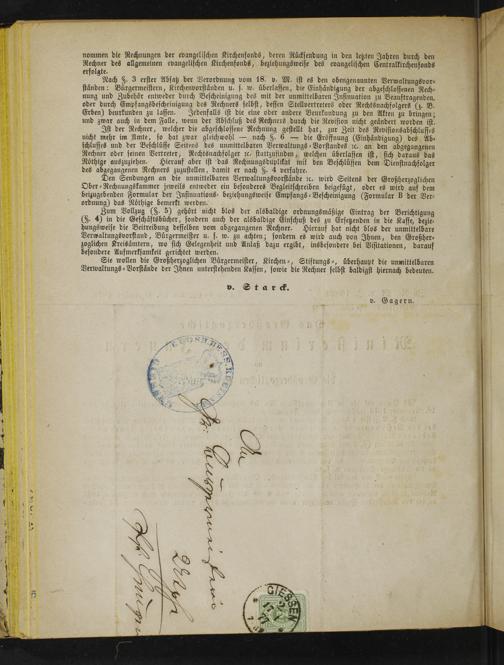 nommen die Rechnungen der evangelischen Kirchenfonds, deren Rücksendung in den letzten Jahren durch den
Rechner des allgemeinen evangelischen Kirchenfonds, beziehungsweise des evangelischen Centralkirchenfonds
erfolgte.
Nach §. 3 erster Absatz der Verordnung vom 18. v. M. ist es den obengenannten Verwaltungsvor-
ständen: Bürgermeistern, Kirchenvorständen u. s. w. überlassen, die Einhändigung der abgeschlossenen Rech-
nung und Zubehör entweder durch Bescheinigung des mit der unmittelbaren Insinuation zu Beauftragenden,
oder durch Empfangsbescheinigung des Rechners selbst, dessen Stellvertreters oder Rechtsnachfolgers (z. B.
Erben) beurkunden zu lassen. Jedenfalls ist die eine oder andere Beurkundung zu den Akten zu bringen;
und zwar auch in dem Falle, wenn der Abschluß des Rechners durch die Revision nicht geändert worden ist.
Ist der Rechner, welcher die abgeschlossene Rechnung gestellt hat, zur Zeit des Revisionsabschlusses
nicht mehr im Amte, so hat zwar gleichwohl — nach §. 6 — die Eröffnung (Einhändigung) des Ab-
schlusses und der Beschlüsse Seitens des unmittelbaren Verwaltungs-Vorstandes ꝛc. an den abgegangenen
Rechner oder seinen Vertreter, Rechtsnachfolger ꝛc. stattzufinden, welchen überlassen ist, sich daraus das
Nöthige auszuziehen. Hierauf aber ist das Rechnungsduplikat mit den Beschlüssen dem Dienstnachfolger
des abgegangenen Rechners zuzustellen, damit er nach §. 4 verfahre.
Den Sendungen an die unmittelbaren Verwaltungsvorstände ꝛc. wird Seitens der Großherzoglichen
Ober-Rechnungskammer jeweils entweder ein besonderes Begleitschreiben beigefügt, oder es wird auf dem
beizugebenden Formular der Insinuations- beziehungsweise Empfangs-Bescheinigung (Formular B der Ver-
ordnung) das Nöthige bemerkt werden.
Zum Vollzug (§. 5) gehört nicht blos der alsbaldige ordnungsmäßige Eintrag der Berichtigung
(§. 4) in die Geschäftsbücher, sondern auch der alsbaldige Einschuß des zu Ersetzenden in die Kasse, bezie-
hungsweise die Beitreibung desselben vom abgegangenen Rechner. Hierauf hat nicht blos der unmittelbare
Verwaltungsvorstand, Bürgermeister u. s. w. zu achten; sondern es wird auch von Ihnen, den Großher-
zoglichen Kreisämtern, wo sich Gelegenheit und Anlaß dazu ergibt, insbesondere bei Visitationen, darauf
besondere Aufmerksamkeit gerichtet werden.
Sie wollen die Großherzoglichen Bürgermeister, Kirchen-, Stiftungs-, überhaupt die unmittelbaren
Verwaltungs-Vorstände der Ihnen unterstehenden Kassen, sowie die Rechner selbst baldigst hiernach bedeuten.
v. Starck.
v. Gagern.
An
GIESSEN